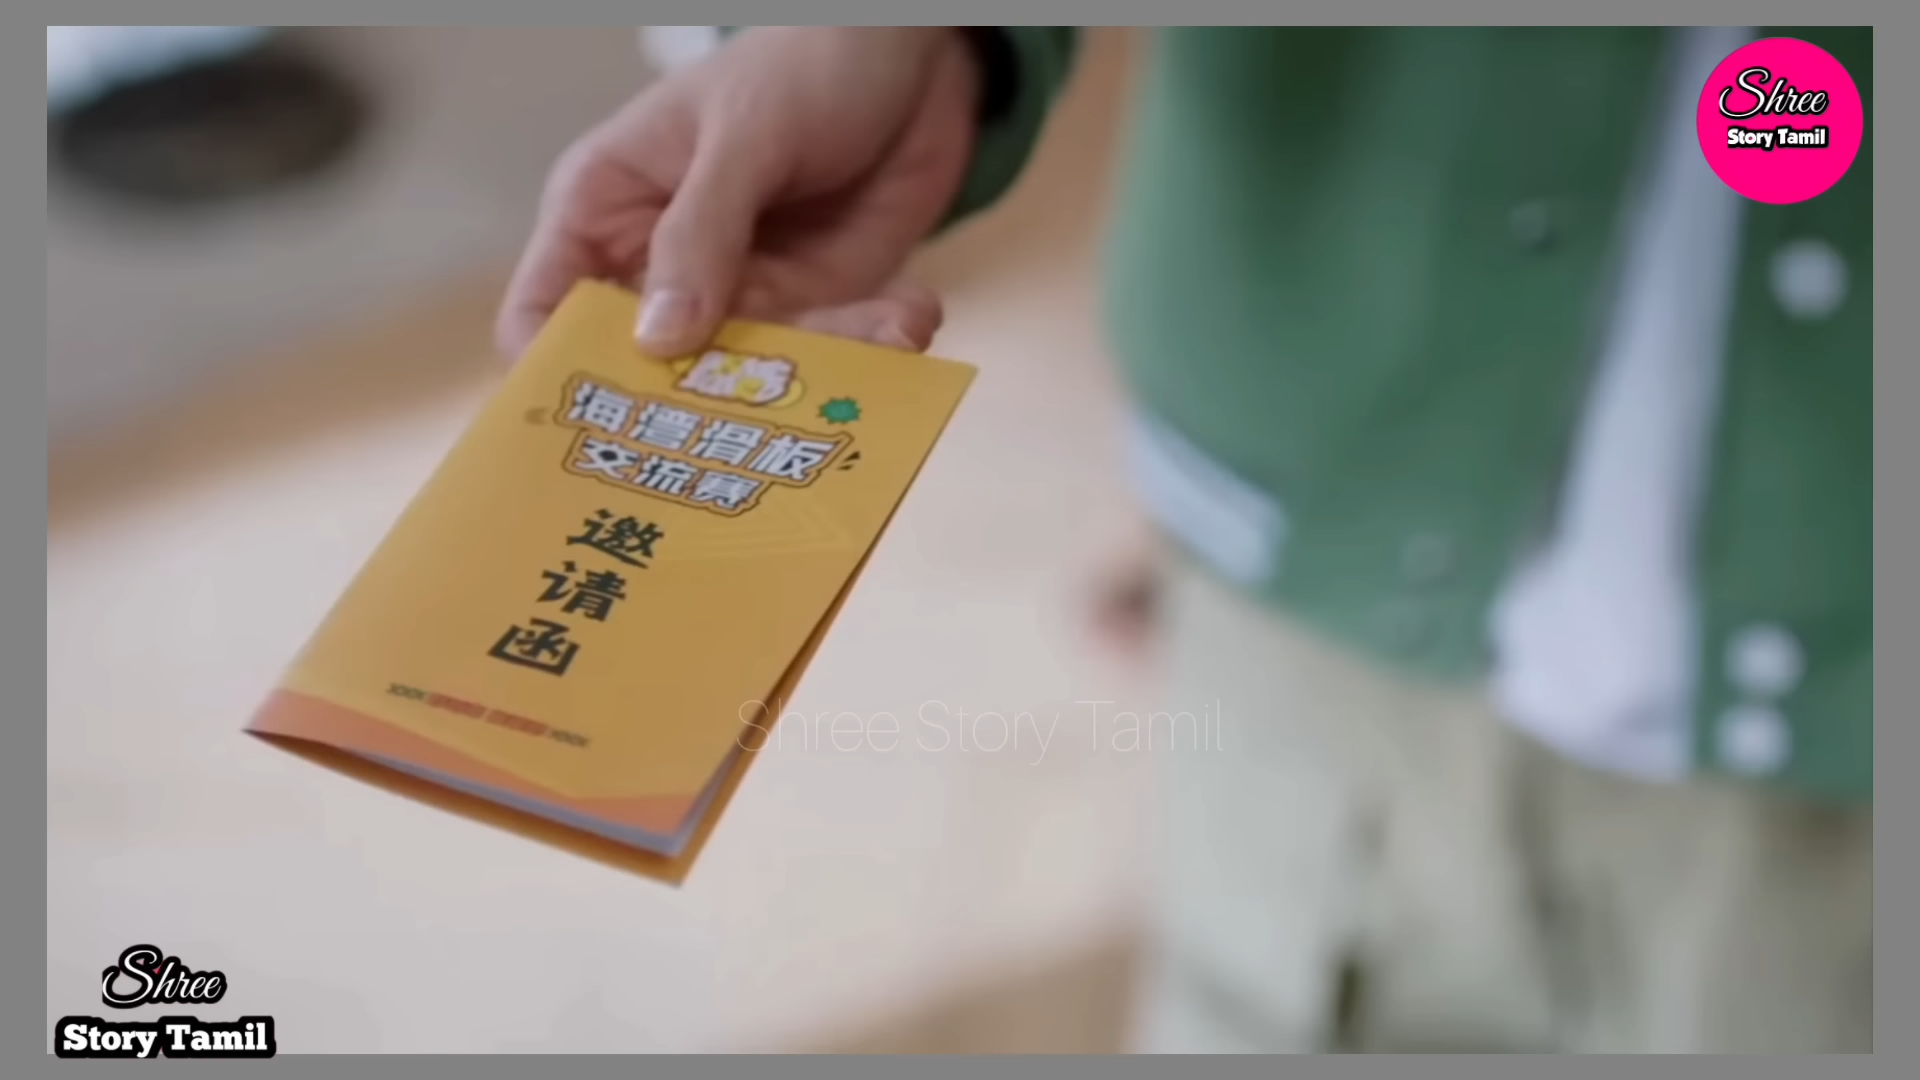 Shree
Story Tamil
海湾滑板
交流赛
邀
请
函
Shree Story Tamil
Shree
Story Tamil